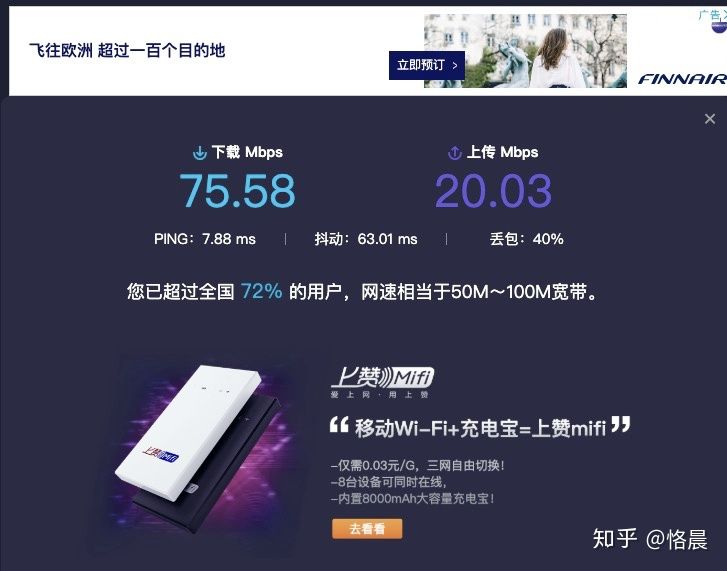 广告
飞往欧洲 超过一百个目的地
立即预订 >
FINNAIR
下载 Mbps
上传 Mbps
75.58
20.03
PING：7.88 ms
抖动：63.01 ms
丢包：40%
您已超过全国 72% 的用户，网速相当于50M～100M宽带。
上赞Mifi
爱上网·用上赞
“移动Wi-Fi+充电宝=上赞mifi”
-仅需0.03元/G，三网自由切换！
-8台设备可同时在线，
-内置8000mAh大容量充电宝！
去看看
上赞Mifi
知乎 @恪晨